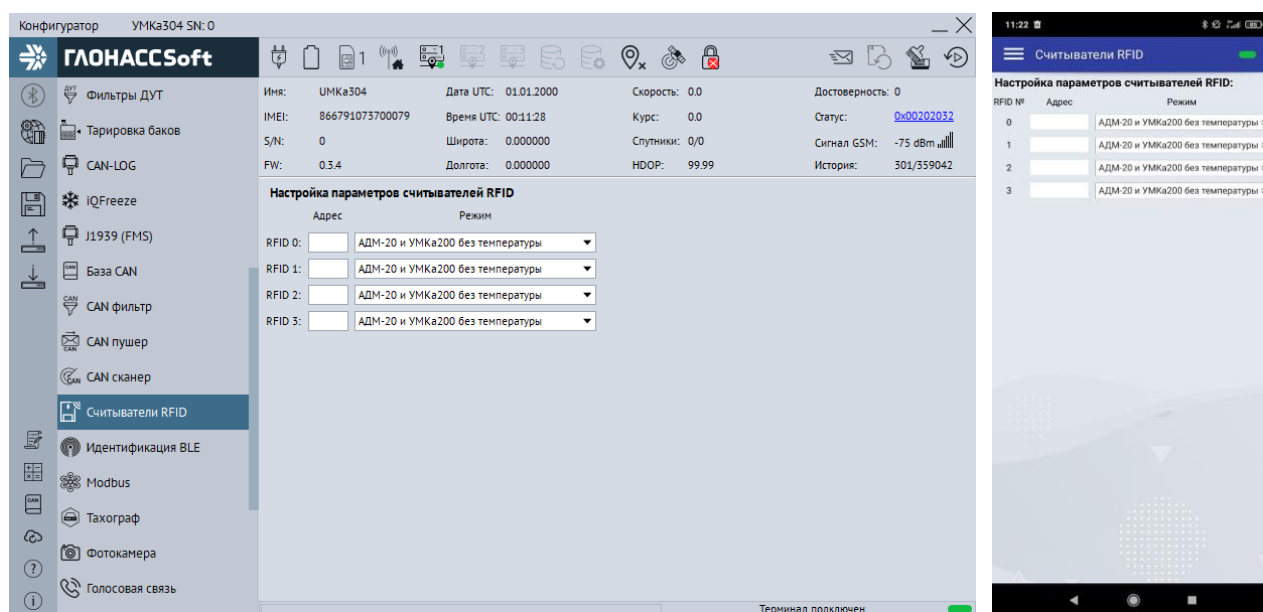 Конфигуратор УМКа304 SN: 0
ГЛОНАССSoft
1
ДУТ Фильтры ДУТ
Тарировка баков
CAN-LOG
iQFreeze
J1939 (FMS)
CAN База CAN
CAN CAN фильтр
CAN CAN пушер
CAN CAN сканер
Считыватели RFID
Идентификация BLE
Modbus
Тахограф
Фотокамера
Голосовая связь
CAN
Имя: UMKa304 Дата UTC: 01.01.2000 Скорость: 0.0 Достоверность: 0
IMEI: 866791073700079 Время UTC: 00:11:28 Курс: 0.0 Статус: 0x00202032
S/N: 0 Широта: 0.000000 Спутники: 0/0 Сигнал GSM: -75 dBm
FW: 0.3.4 Долгота: 0.000000 HDOP: 99.99 История: 301/359042
Настройка параметров считывателей RFID
Адрес Режим
RFID 0: АДМ-20 и УМКа200 без температуры
RFID 1: АДМ-20 и УМКа200 без температуры
RFID 2: АДМ-20 и УМКа200 без температуры
RFID 3: АДМ-20 и УМКа200 без температуры
Терминал подключен
11:22
Считыватели RFID
Настройка параметров считывателей RFID:
RFID № Адрес Режим
0 АДМ-20 и УМКа200 без температуры
1 АДМ-20 и УМКа200 без температуры
2 АДМ-20 и УМКа200 без температуры
3 АДМ-20 и УМКа200 без температуры